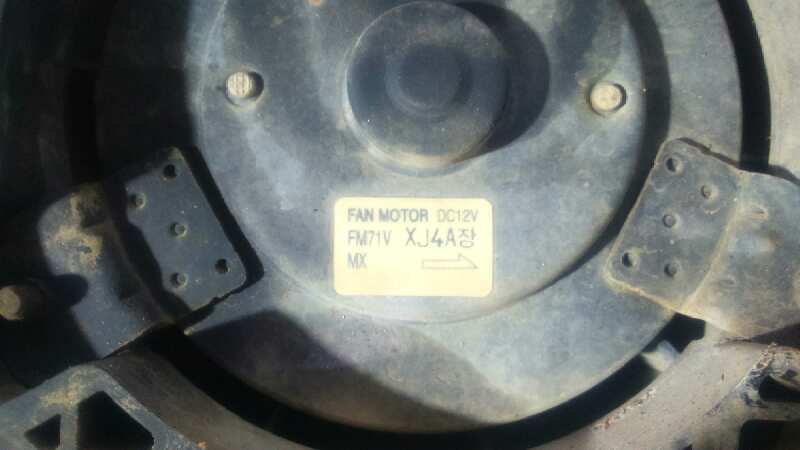 FAN MOTOR DC12V
FM71V XJ4A장
MX